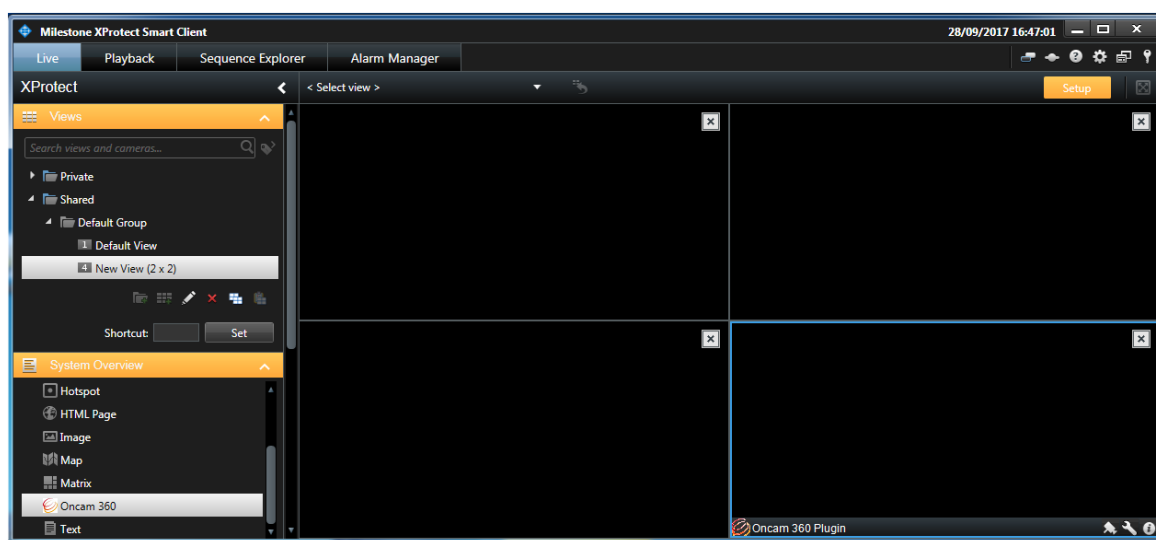 Milestone XProtect Smart Client 28/09/2017 16:47:01
Live Playback Sequence Explorer Alarm Manager
XProtect < Select view > Setup
Views
Search views and cameras...
Private
Shared
Default Group
1 Default View
4 New View (2 x 2)
Shortcut: Set
System Overview
Hotspot
HTML Page
Image
Map
Matrix
Oncam 360
Text
Oncam 360 Plugin